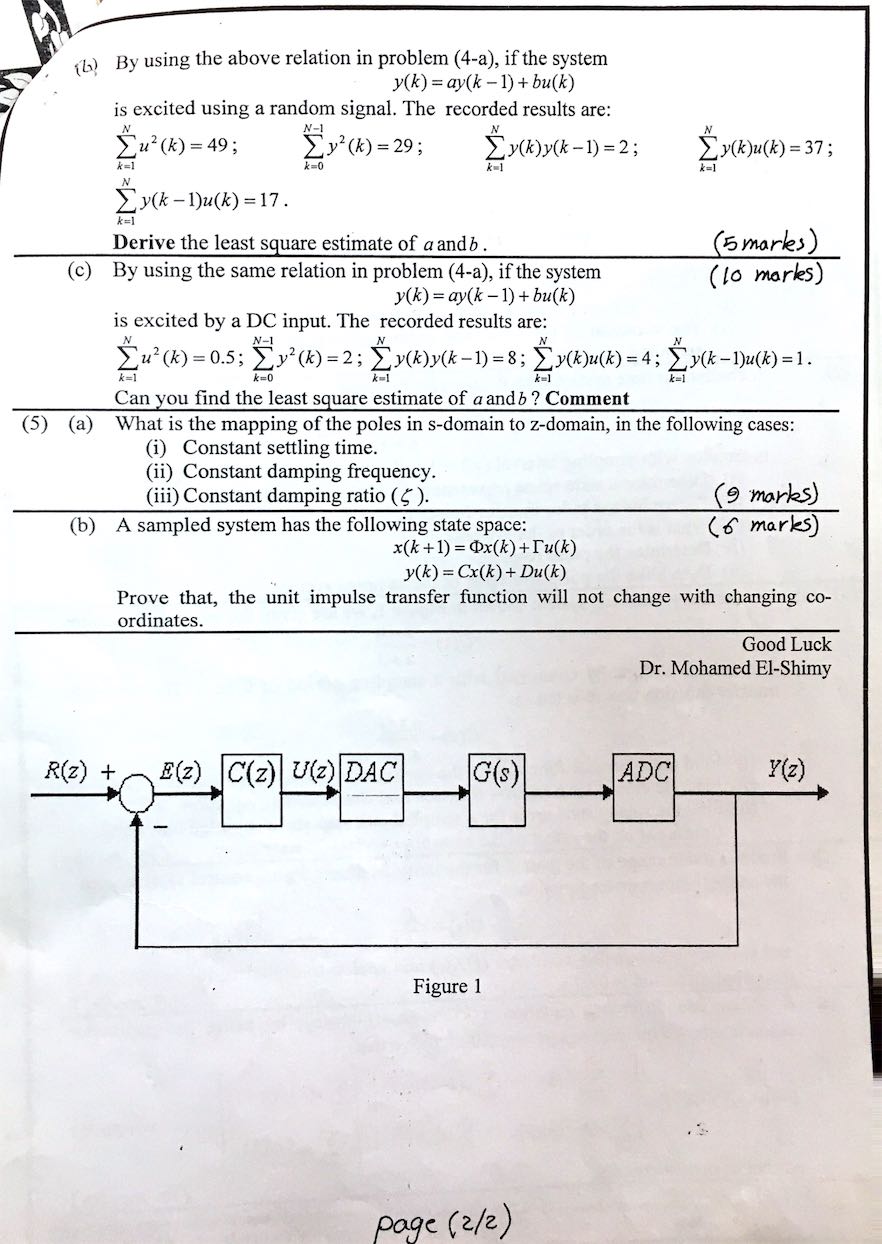 (b) By using the above relation in problem (4-a), if the system
y(k) = ay(k − 1) + bu(k)
is excited using a random signal. The recorded results are:
\sum_{k=1}^{N} u²(k) = 49 ; \sum_{k=0}^{N-1} y²(k) = 29 ; \sum_{k=1}^{N} y(k)y(k − 1) = 2 ; \sum_{k=1}^{N} y(k)u(k) = 37 ;
\sum_{k=1}^{N} y(k − 1)u(k) = 17 .
Derive the least square estimate of a and b . (5 marks)
(c) By using the same relation in problem (4-a), if the system (10 marks)
y(k) = ay(k − 1) + bu(k)
is excited by a DC input. The recorded results are:
\sum_{k=1}^{N} u²(k) = 0.5 ; \sum_{k=0}^{N-1} y²(k) = 2 ; \sum_{k=1}^{N} y(k)y(k − 1) = 8 ; \sum_{k=1}^{N} y(k)u(k) = 4 ; \sum_{k=1}^{N} y(k − 1)u(k) = 1 .
Can you find the least square estimate of a and b ? Comment
(5) (a) What is the mapping of the poles in s-domain to z-domain, in the following cases:
(i) Constant settling time.
(ii) Constant damping frequency.
(iii) Constant damping ratio (ζ ). (9 marks)
(b) A sampled system has the following state space: (6 marks)
x(k + 1) = Φx(k) + Γu(k)
y(k) = Cx(k) + Du(k)
Prove that, the unit impulse transfer function will not change with changing co-
ordinates.
Good Luck
Dr. Mohamed El-Shimy
R(z) + E(z) C(z) U(z) DAC G(s) ADC Y(z)
−
Figure 1
page (2/2)